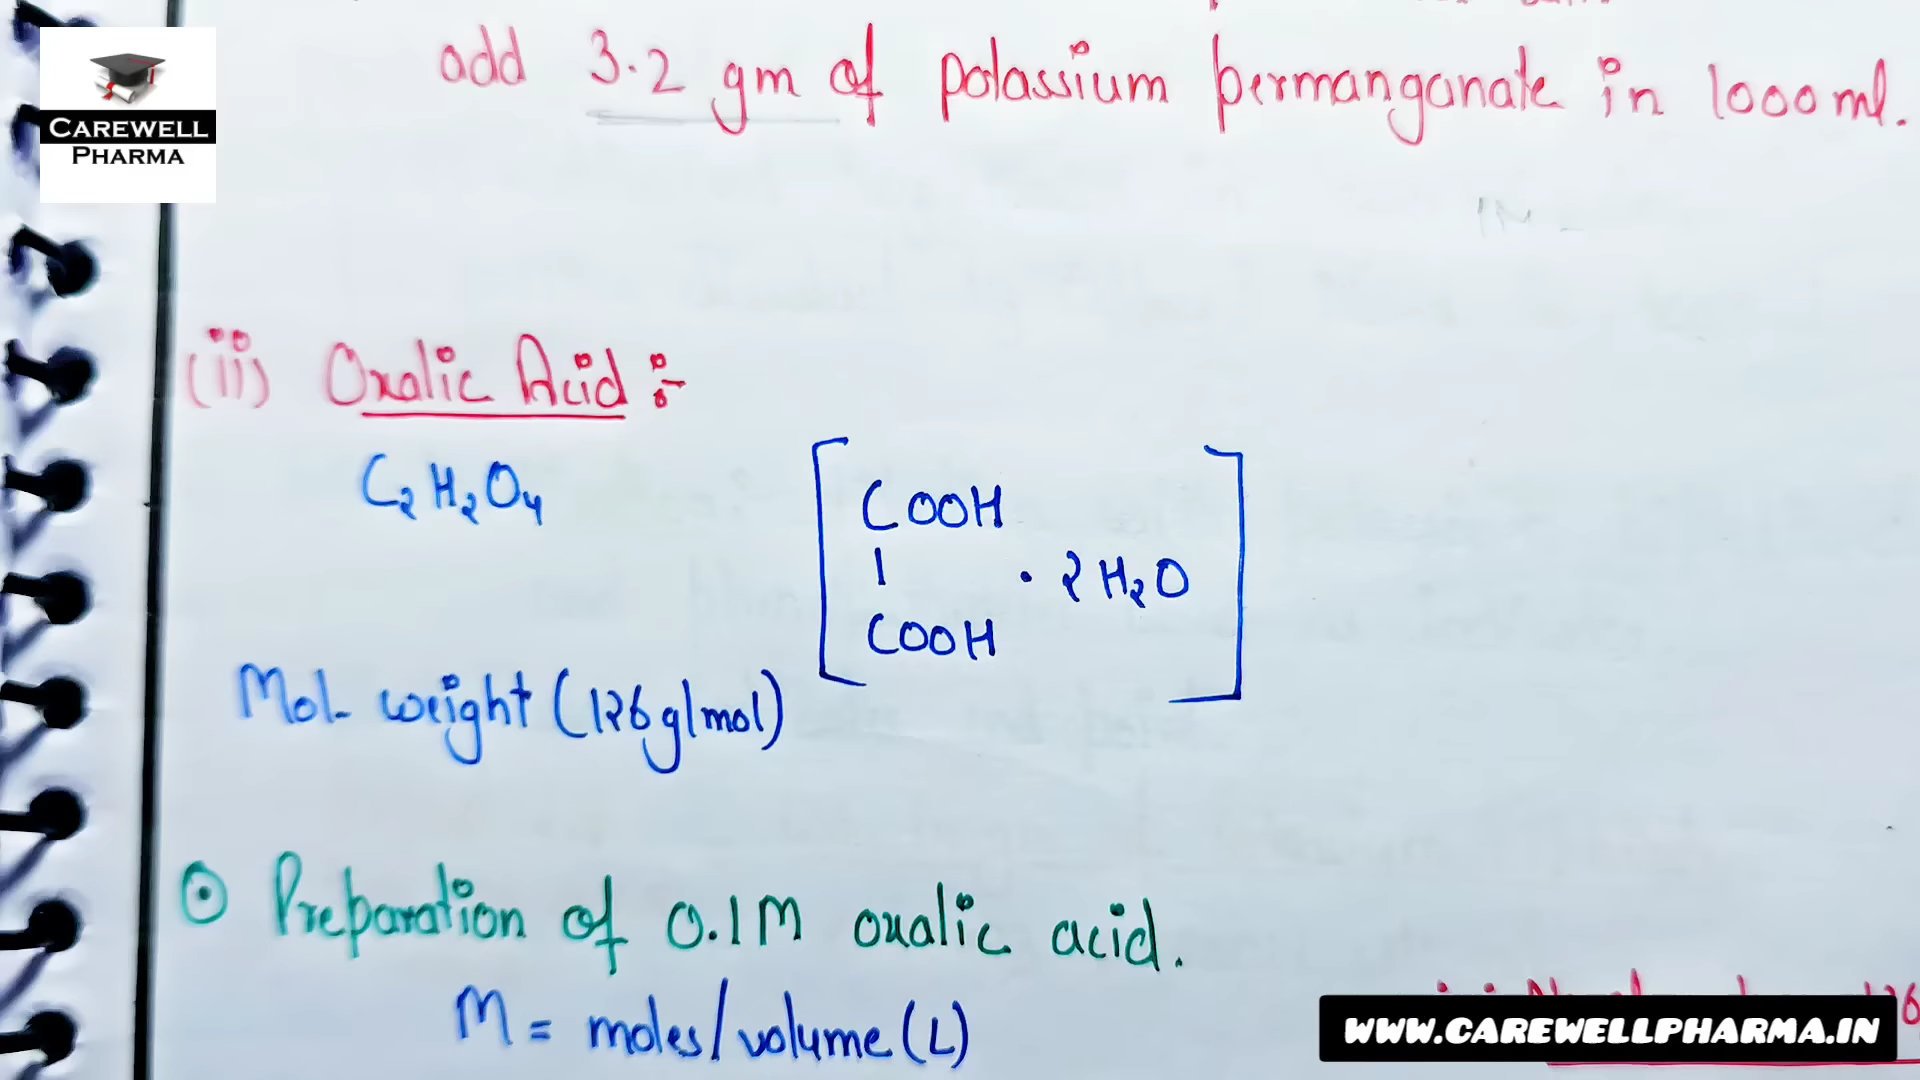 add 3.2 gm of potassium permanganate in 1000 ml.
CAREWELL
PHARMA
(ii) Oxalic Acid :-
C₂H₂O₄
COOH
|
· 2H₂O
COOH
Mol. weight (126 g/mol)
Preparation of 0.1M oxalic acid.
M = moles/volume (L)
WWW.CAREWELLPHARMA.IN